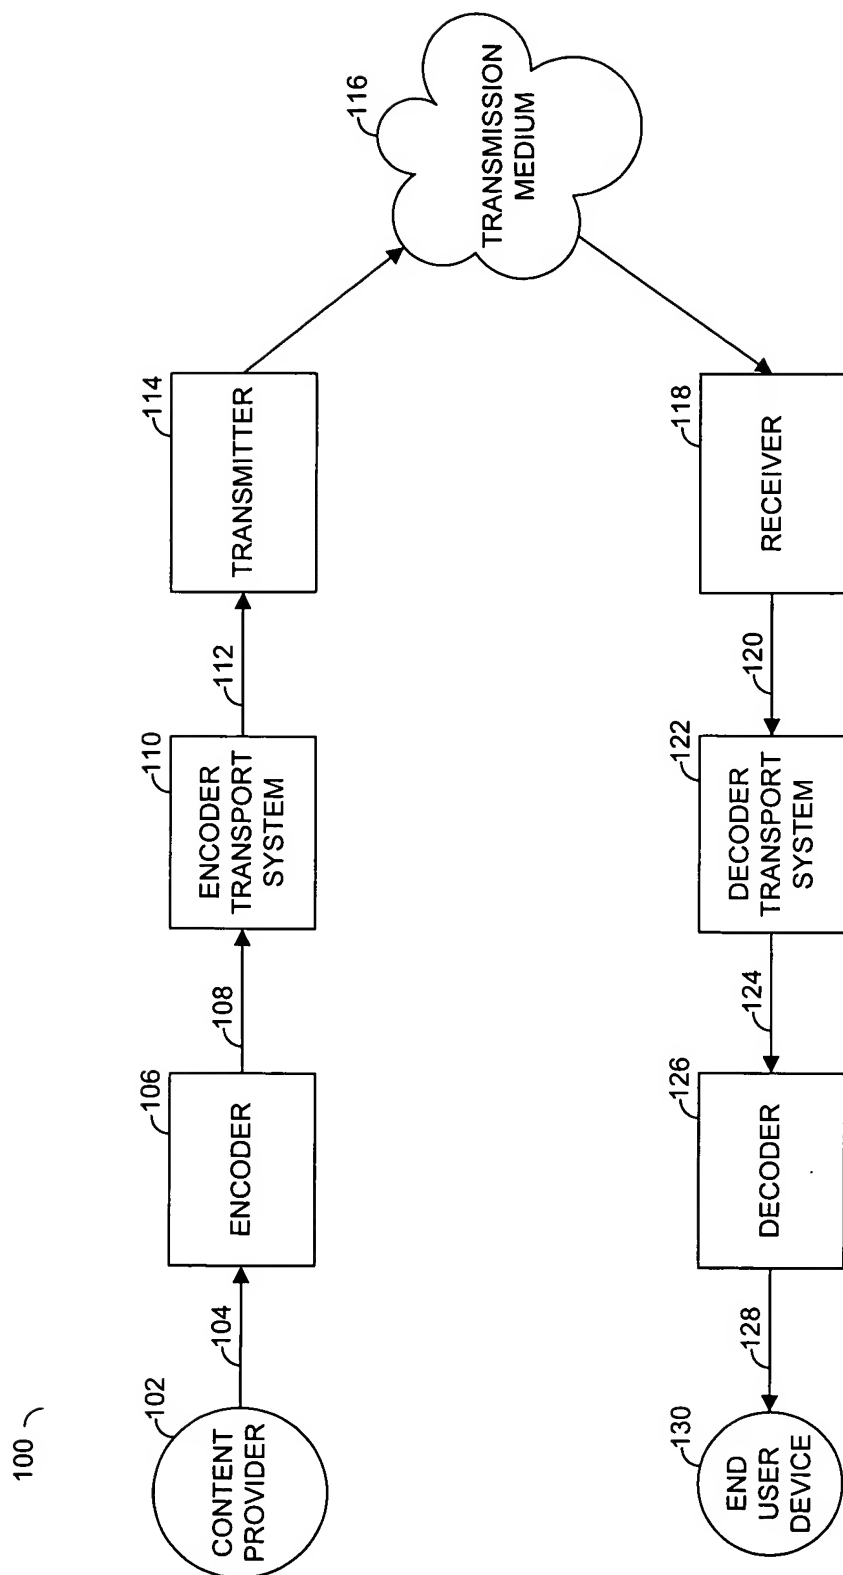 100
102
CONTENT
PROVIDER
104
106
ENCODER
108
110
ENCODER
TRANSPORT
SYSTEM
112
114
TRANSMITTER
116
TRANSMISSION
MEDIUM
118
RECEIVER
120
122
DECODER
TRANSPORT
SYSTEM
124
126
DECODER
128
130
END
USER
DEVICE